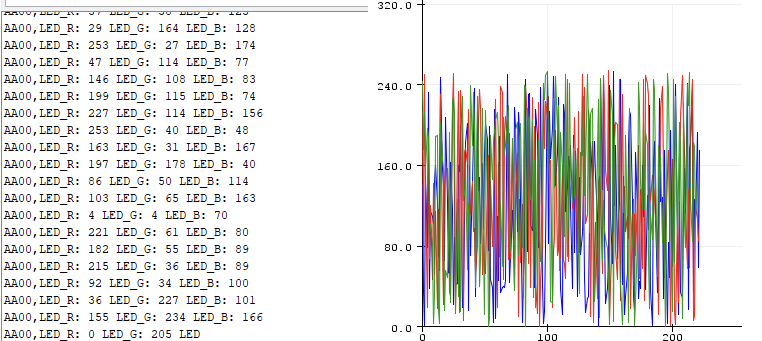 AA00,LED_R: 29 LED_G: 164 LED_B: 128
AA00,LED_R: 253 LED_G: 27 LED_B: 174
AA00,LED_R: 47 LED_G: 114 LED_B: 77
AA00,LED_R: 146 LED_G: 108 LED_B: 83
AA00,LED_R: 199 LED_G: 115 LED_B: 74
AA00,LED_R: 227 LED_G: 114 LED_B: 156
AA00,LED_R: 253 LED_G: 40 LED_B: 48
AA00,LED_R: 163 LED_G: 31 LED_B: 167
AA00,LED_R: 197 LED_G: 178 LED_B: 40
AA00,LED_R: 86 LED_G: 50 LED_B: 114
AA00,LED_R: 103 LED_G: 65 LED_B: 163
AA00,LED_R: 4 LED_G: 4 LED_B: 70
AA00,LED_R: 221 LED_G: 61 LED_B: 80
AA00,LED_R: 182 LED_G: 55 LED_B: 89
AA00,LED_R: 215 LED_G: 36 LED_B: 89
AA00,LED_R: 92 LED_G: 34 LED_B: 100
AA00,LED_R: 36 LED_G: 227 LED_B: 101
AA00,LED_R: 155 LED_G: 234 LED_B: 166
AA00,LED_R: 0 LED_G: 205 LED
320.0
240.0
160.0
80.0
0.0
0 100 200